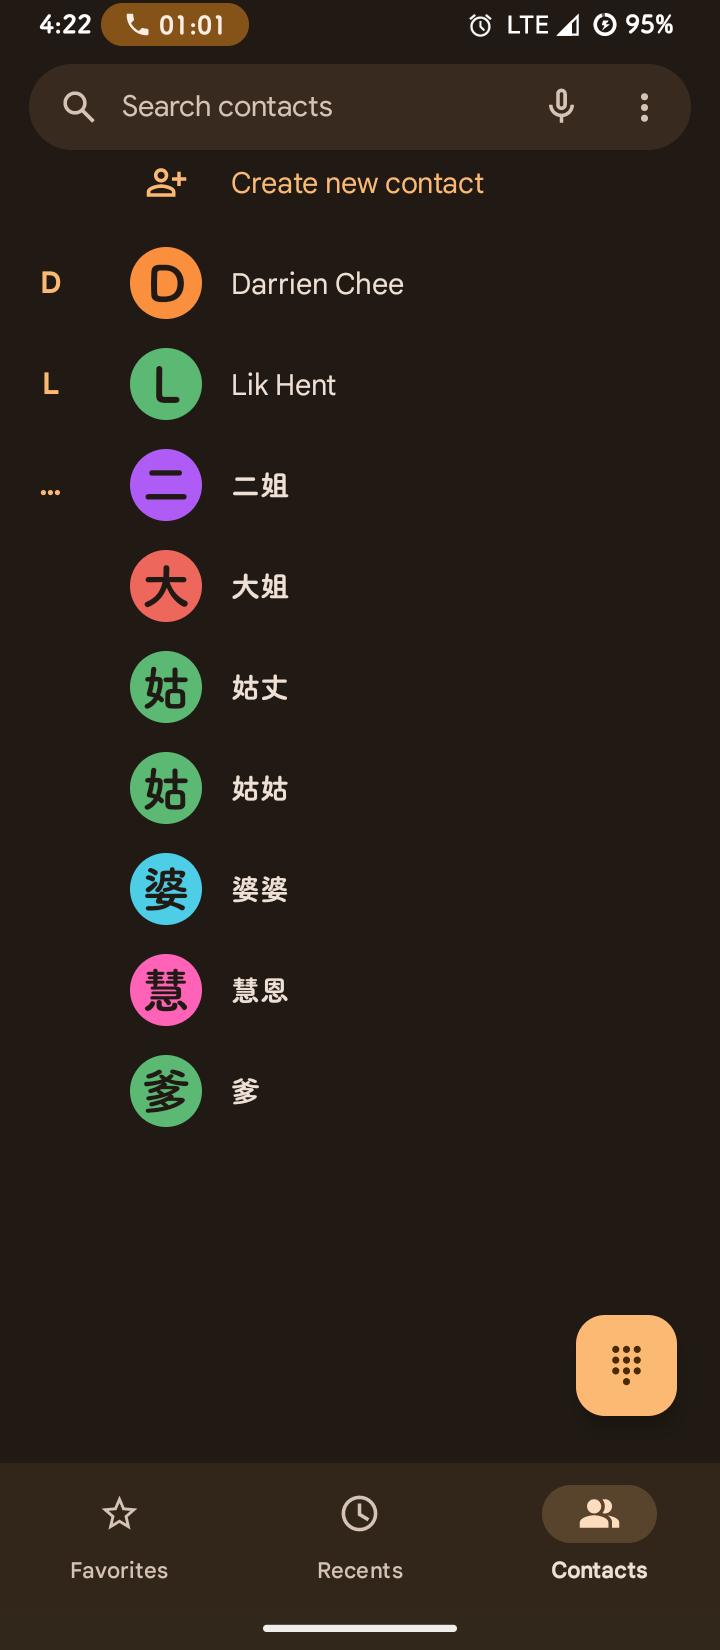 4:22 01:01 LTE 95%
Search contacts
Create new contact
D D Darrien Chee
L L Lik Hent
... 二 二姐
大 大姐
姑 姑丈
姑 姑姑
婆 婆婆
慧 慧恩
爹 爹
Favorites Recents Contacts